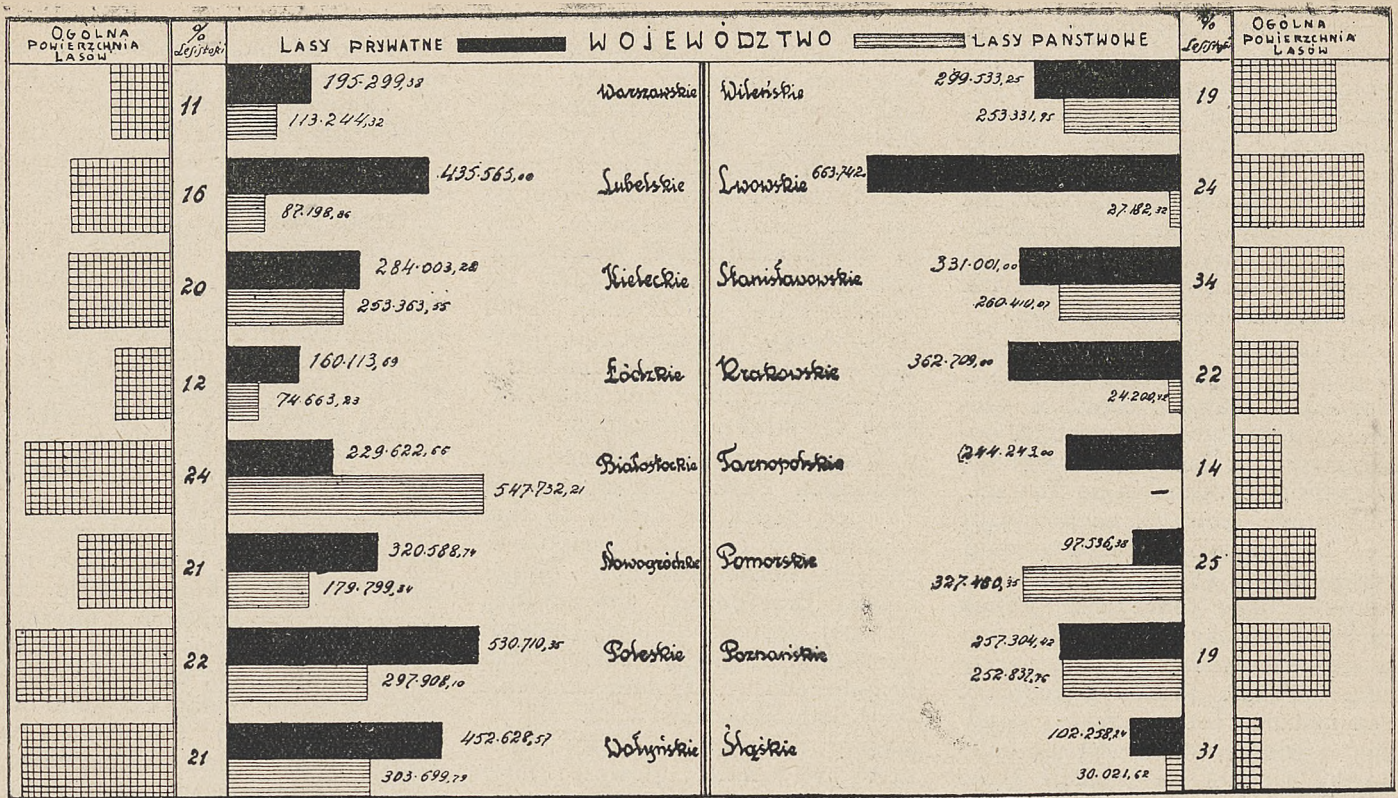 OGÓLNA POWIERZCHNIA LASÓW
% Lesistości
LASY PRYWATNE WOJEWÓDZTWO LASY PAŃSTWOWE
% Lesistości
OGÓLNA POWIERZCHNIA LASÓW
11 195.299,38 Warszawskie
113.244,32
16 435.565,00 Lubelskie
87.198,86
20 284.003,28 Kieleckie
253.363,55
12 160.113,69 Łódzkie
74.663,23
24 229.622,66 Białostockie
547.732,21
21 320.588,74 Nowogródzkie
179.799,84
22 530.710,35 Poleskie
297.908,10
21 452.628,57 Wołyńskie
303.699,79
Wileńskie 299.533,25 19
253.331,95
Lwowskie 663.742 24
27.182,32
Stanisławowskie 331.001,00 34
260.410,07
Krakowskie 362.709,00 22
24.200,42
Tarnopolskie 244.243,00 14
—
Pomorskie 97.536,38 25
327.480,35
Poznańskie 257.304,42 19
252.837,76
Śląskie 102.258,24 31
30.021,62